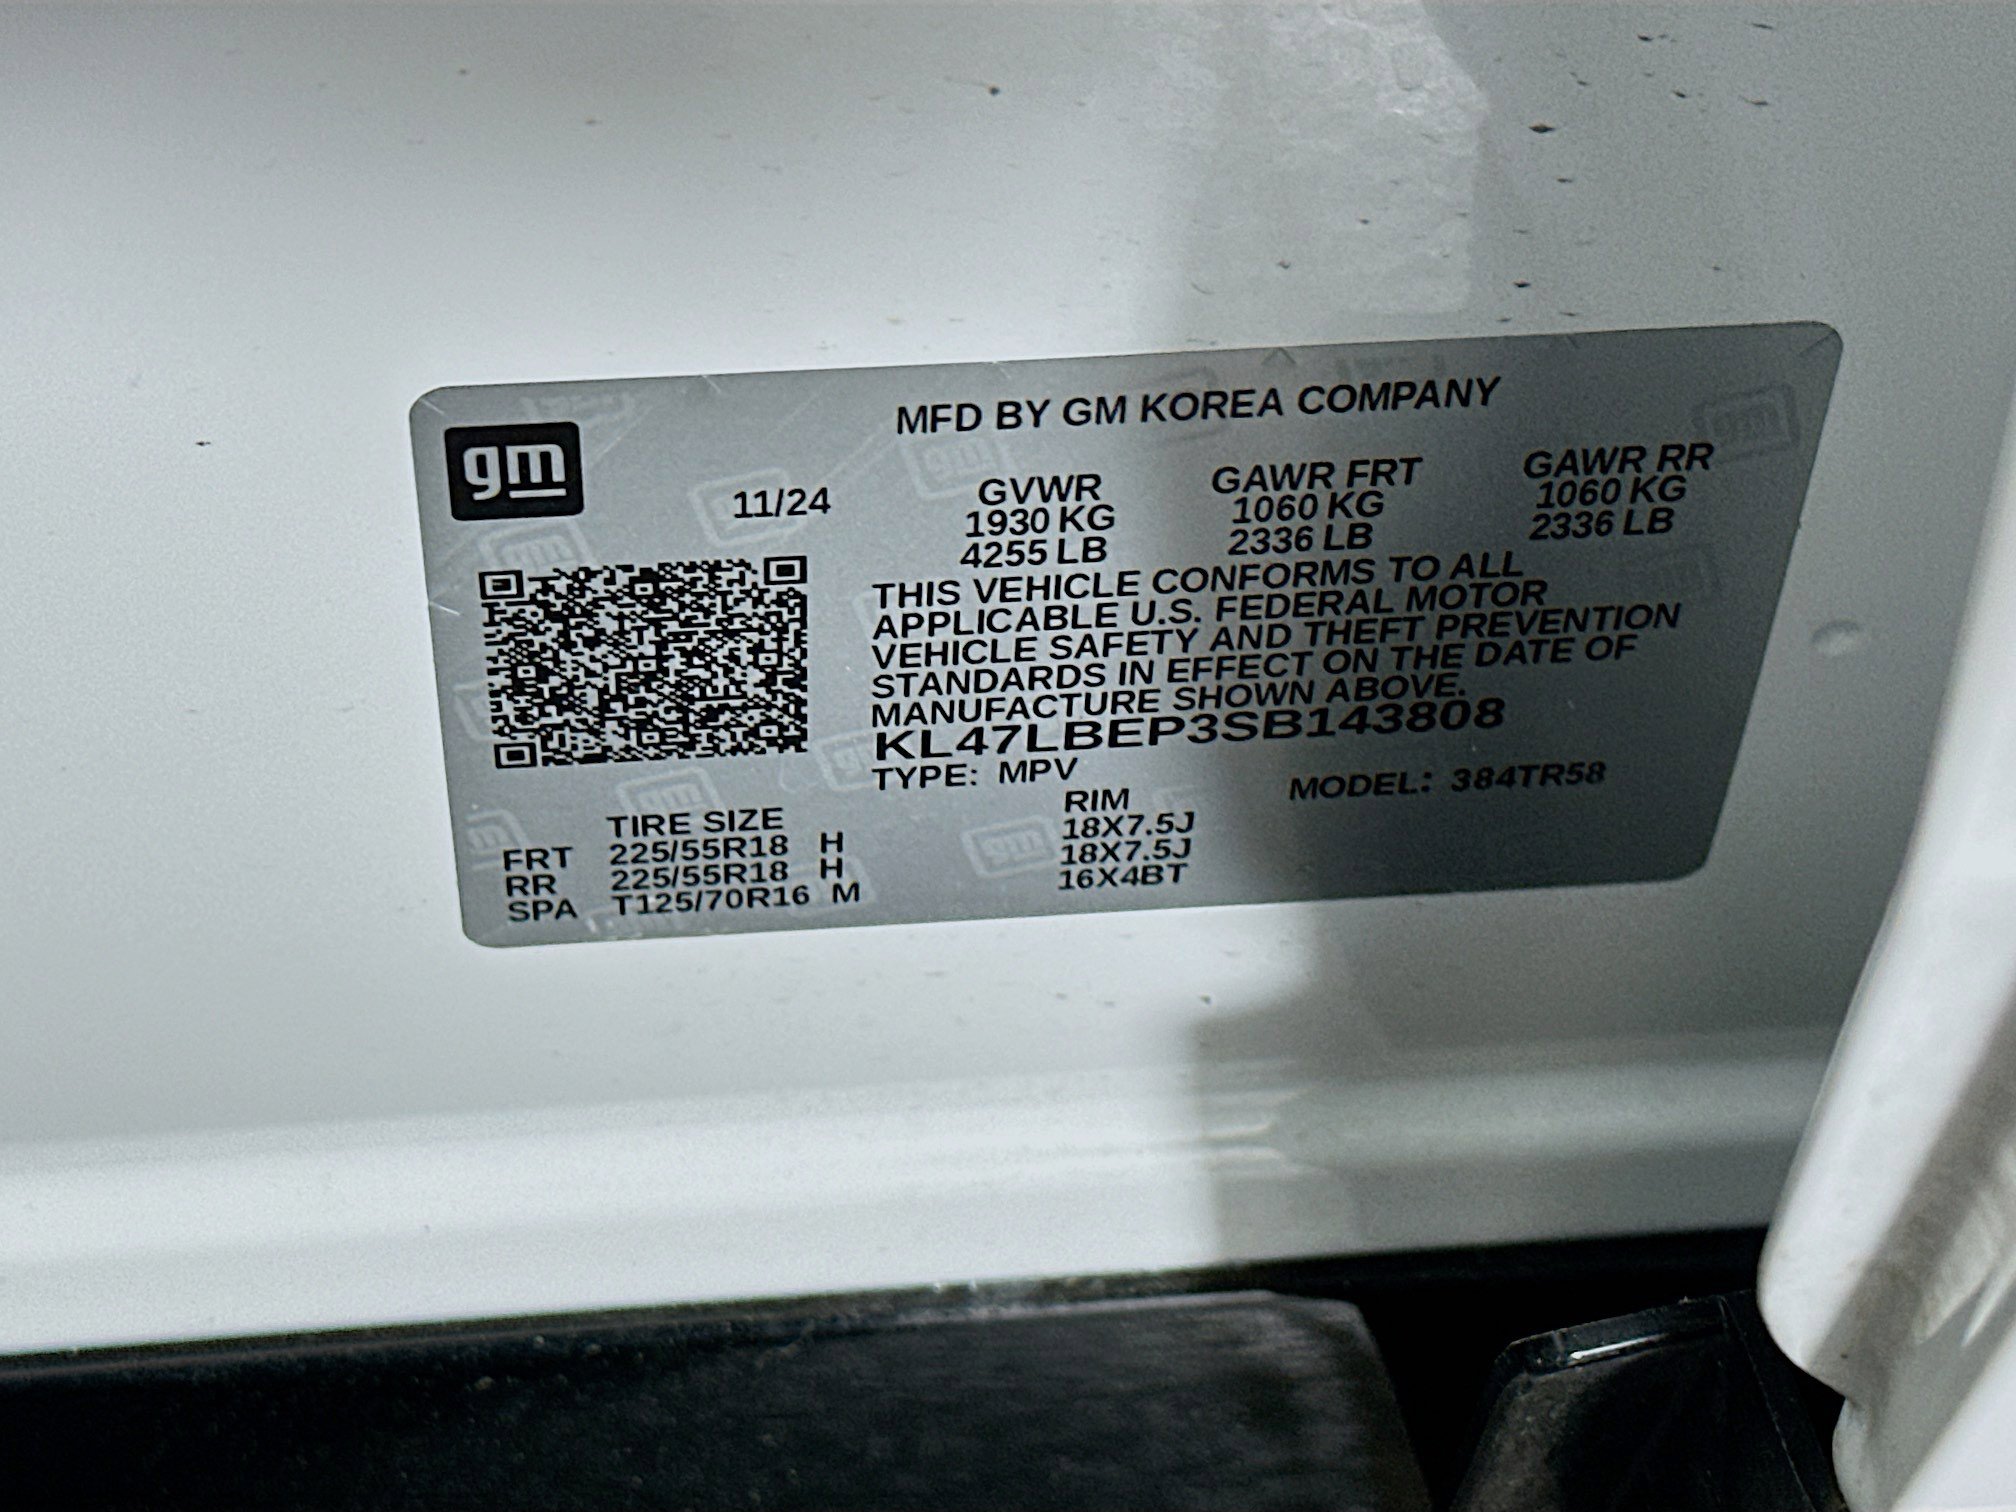 gm
MFD BY GM KOREA COMPANY
11/24
GVWR GAWR FRT GAWR RR
1930 KG 1060 KG 1060 KG
4255 LB 2336 LB 2336 LB
THIS VEHICLE CONFORMS TO ALL
APPLICABLE U.S. FEDERAL MOTOR
VEHICLE SAFETY AND THEFT PREVENTION
STANDARDS IN EFFECT ON THE DATE OF
MANUFACTURE SHOWN ABOVE.
KL47LBEP3SB143808
TYPE: MPV MODEL: 384TR58
TIRE SIZE RIM
FRT 225/55R18 H 18X7.5J
RR 225/55R18 H 18X7.5J
SPA T125/70R16 M 16X4BT